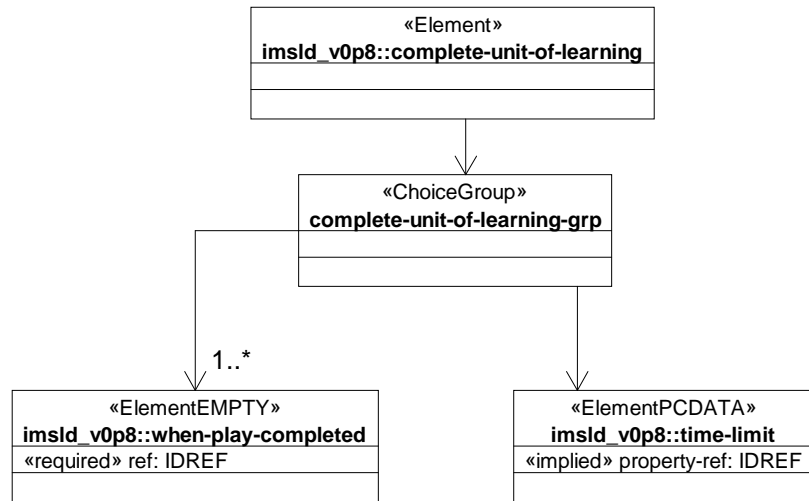 «Element»
imsld_v0p8::complete-unit-of-learning
«ChoiceGroup»
complete-unit-of-learning-grp
1..*
«ElementEMPTY»
imsld_v0p8::when-play-completed
«required» ref: IDREF
«ElementPCDATA»
imsld_v0p8::time-limit
«implied» property-ref: IDREF